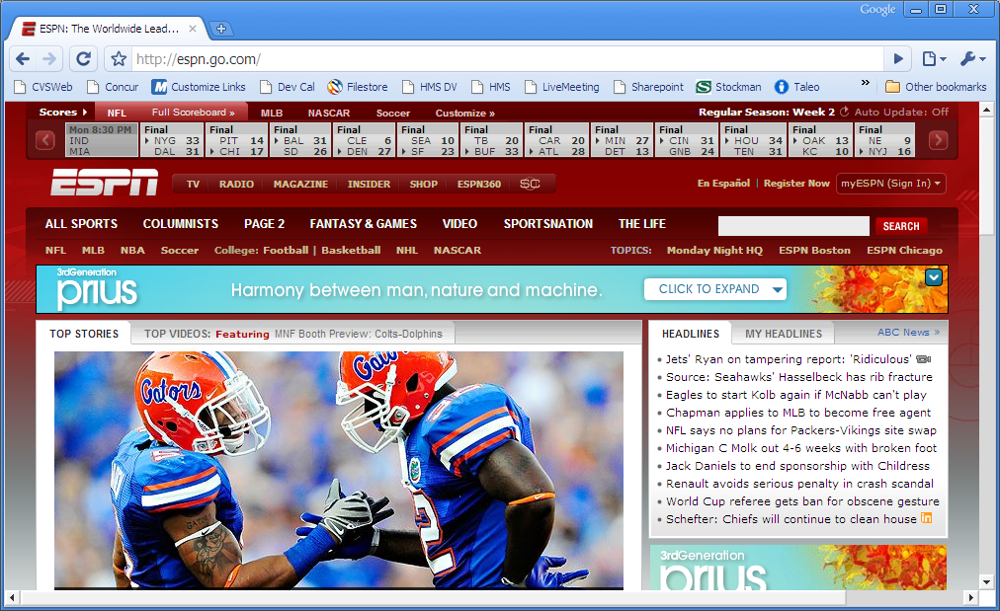 Google
ESPN: The Worldwide Lead...
http://espn.go.com/
CVSWeb Concur Customize Links Dev Cal Filestore HMS DV HMS LiveMeeting Sharepoint Stockman Taleo » Other bookmarks
Scores NFL Full Scoreboard » MLB NASCAR Soccer Customize » Regular Season: Week 2 Auto Update: Off
Mon 8:30 PM Final Final Final Final Final Final Final Final Final Final Final Final
IND NYG 33 PIT 14 BAL 31 CLE 6 SEA 10 TB 20 CAR 20 MIN 27 CIN 31 HOU 34 OAK 13 NE 9
MIA DAL 31 CHI 17 SD 26 DEN 27 SF 23 BUF 33 ATL 28 DET 13 GNB 24 TEN 31 KC 10 NYJ 16
ESPN TV RADIO MAGAZINE INSIDER SHOP ESPN360 SC En Español | Register Now myESPN (Sign In)
ALL SPORTS COLUMNISTS PAGE 2 FANTASY & GAMES VIDEO SPORTSNATION THE LIFE SEARCH
NFL MLB NBA Soccer College: Football | Basketball NHL NASCAR TOPICS: Monday Night HQ ESPN Boston ESPN Chicago
3rdGeneration
prius Harmony between man, nature and machine. CLICK TO EXPAND
TOP STORIES TOP VIDEOS: Featuring MNF Booth Preview: Colts-Dolphins
HEADLINES MY HEADLINES ABC News »
Gators
Gators
GATOR
2
Jets' Ryan on tampering report: 'Ridiculous'
Source: Seahawks' Hasselbeck has rib fracture
Eagles to start Kolb again if McNabb can't play
Chapman applies to MLB to become free agent
NFL says no plans for Packers-Vikings site swap
Michigan C Molk out 4-6 weeks with broken foot
Jack Daniels to end sponsorship with Childress
Renault avoids serious penalty in crash scandal
World Cup referee gets ban for obscene gesture
Schefter: Chiefs will continue to clean house in
3rdGeneration
prius